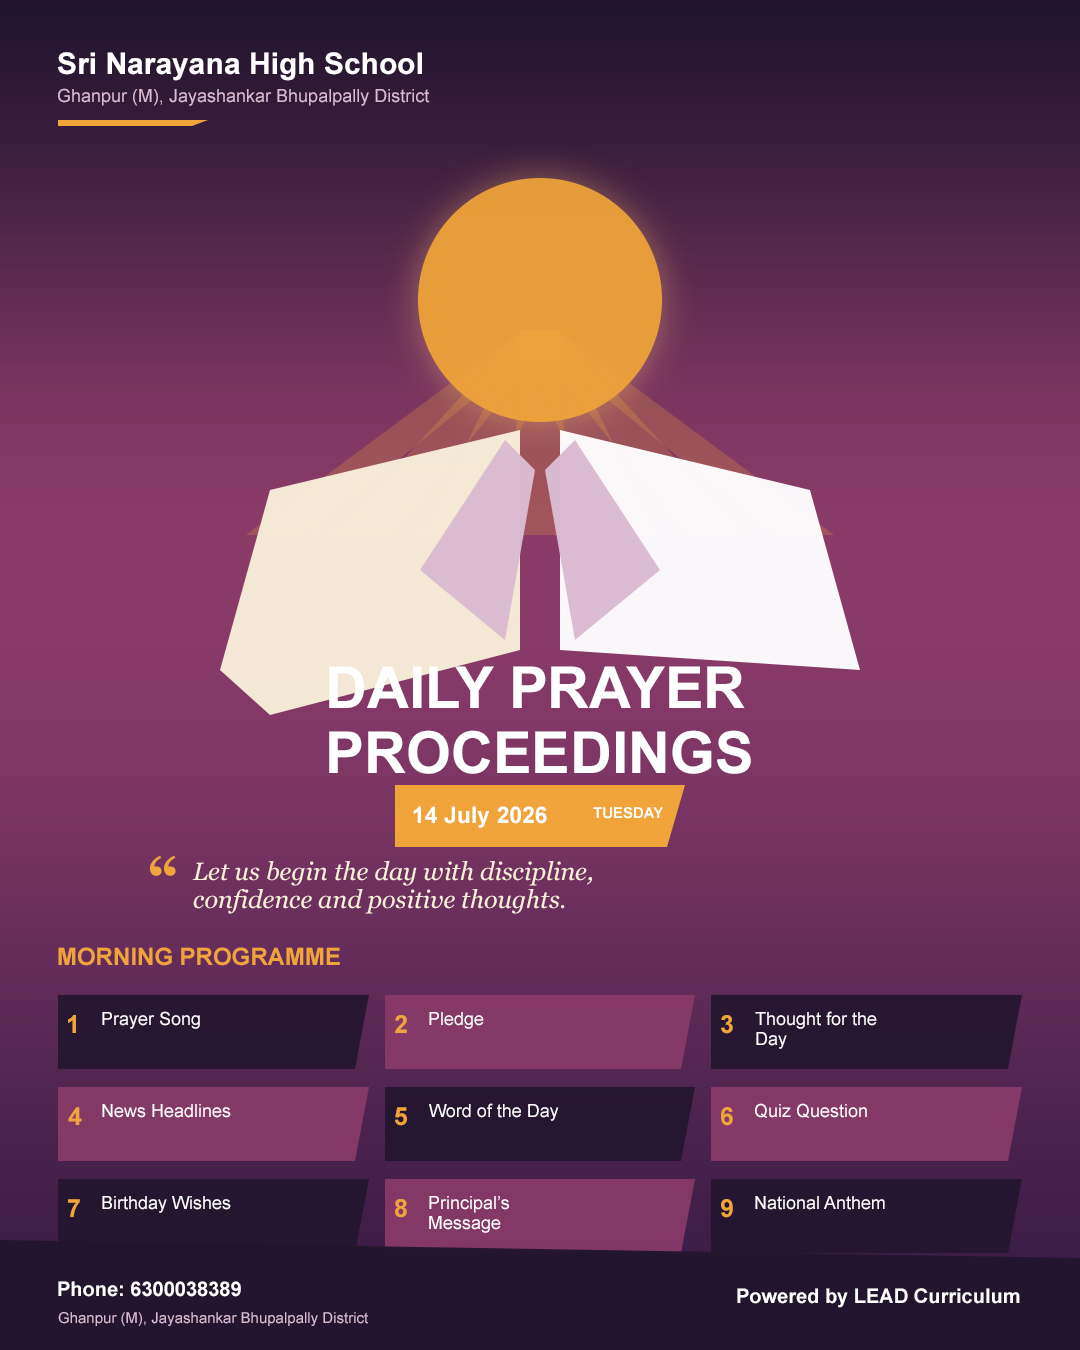 Sri Narayana High School
Ghanpur (M), Jayashankar Bhupalpally District
DAILY PRAYER
PROCEEDINGS
14 July 2026 TUESDAY
“ Let us begin the day with discipline,
confidence and positive thoughts.
MORNING PROGRAMME
1 Prayer Song
2 Pledge
3 Thought for the
Day
4 News Headlines
5 Word of the Day
6 Quiz Question
7 Birthday Wishes
8 Principal’s
Message
9 National Anthem
Phone: 6300038389
Ghanpur (M), Jayashankar Bhupalpally District
Powered by LEAD Curriculum